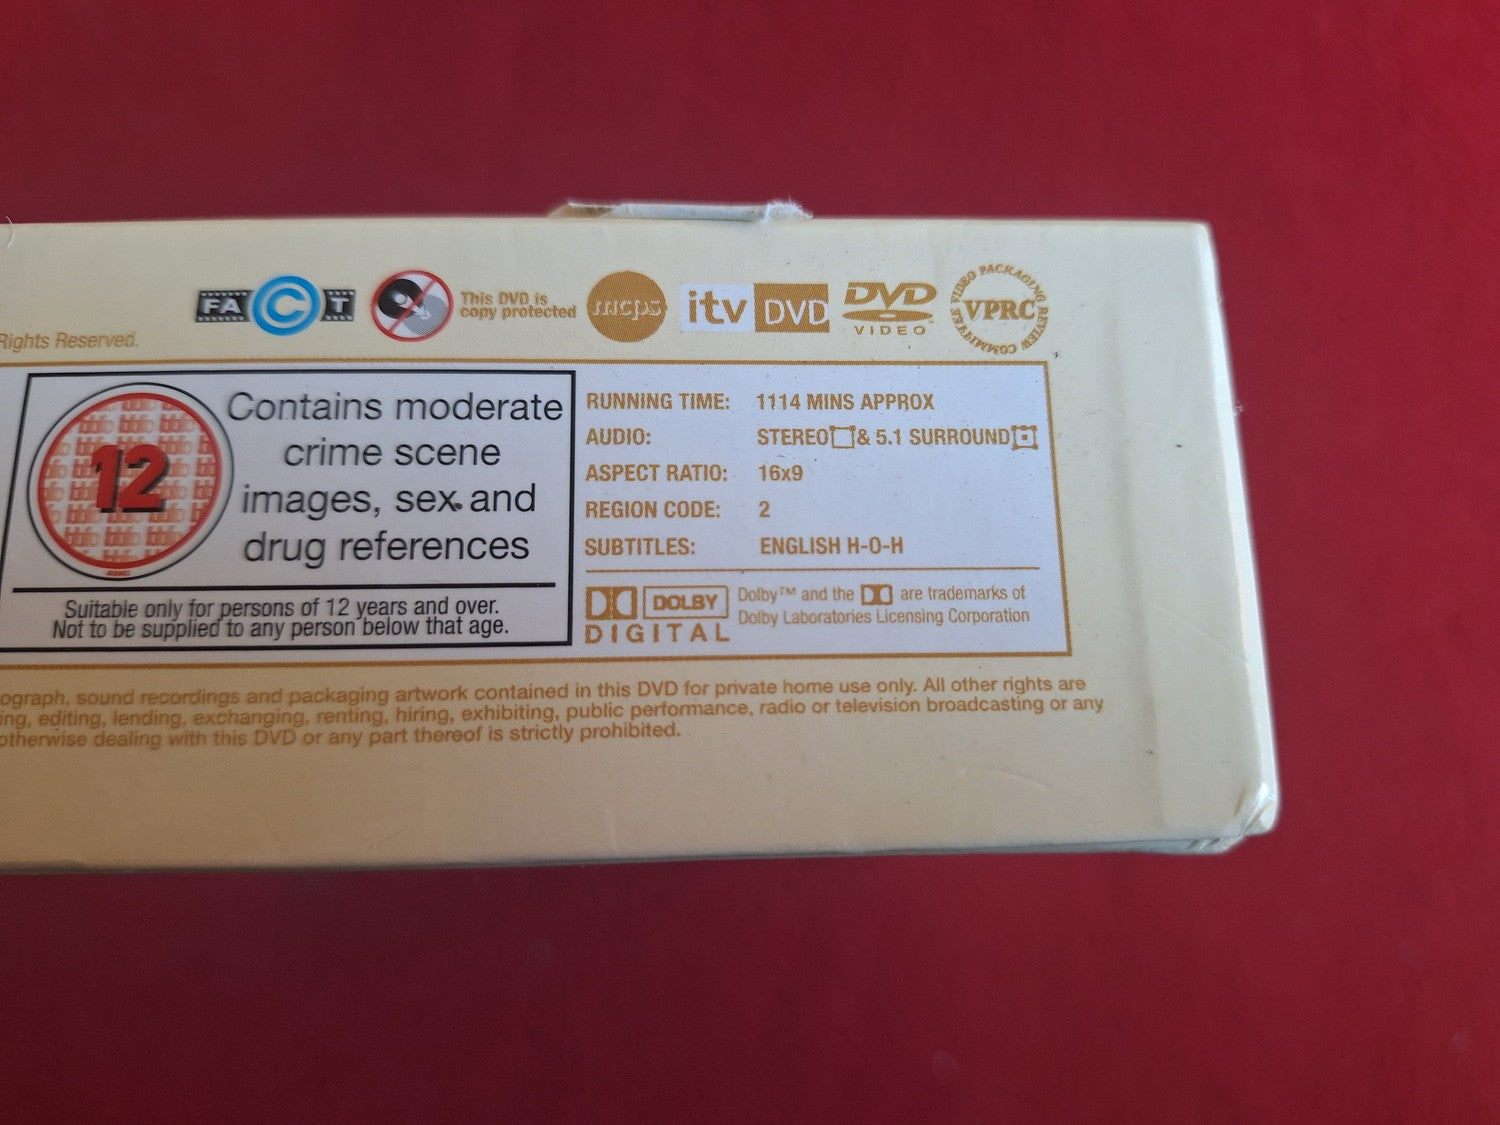 FACT
This DVD is
copy protected
mcps
itv DVD
DVD
VIDEO
VIDEO PACKAGING REVIEW COMMITTEE
VPRC
Rights Reserved.
12
Contains moderate
crime scene
images, sex and
drug references
Suitable only for persons of 12 years and over.
Not to be supplied to any person below that age.
RUNNING TIME: 1114 MINS APPROX
AUDIO: STEREO & 5.1 SURROUND
ASPECT RATIO: 16x9
REGION CODE: 2
SUBTITLES: ENGLISH H-O-H
DOLBY
DIGITAL
Dolby™ and the are trademarks of
Dolby Laboratories Licensing Corporation
ograph, sound recordings and packaging artwork contained in this DVD for private home use only. All other rights are
ing, editing, lending, exchanging, renting, hiring, exhibiting, public performance, radio or television broadcasting or any
otherwise dealing with this DVD or any part thereof is strictly prohibited.